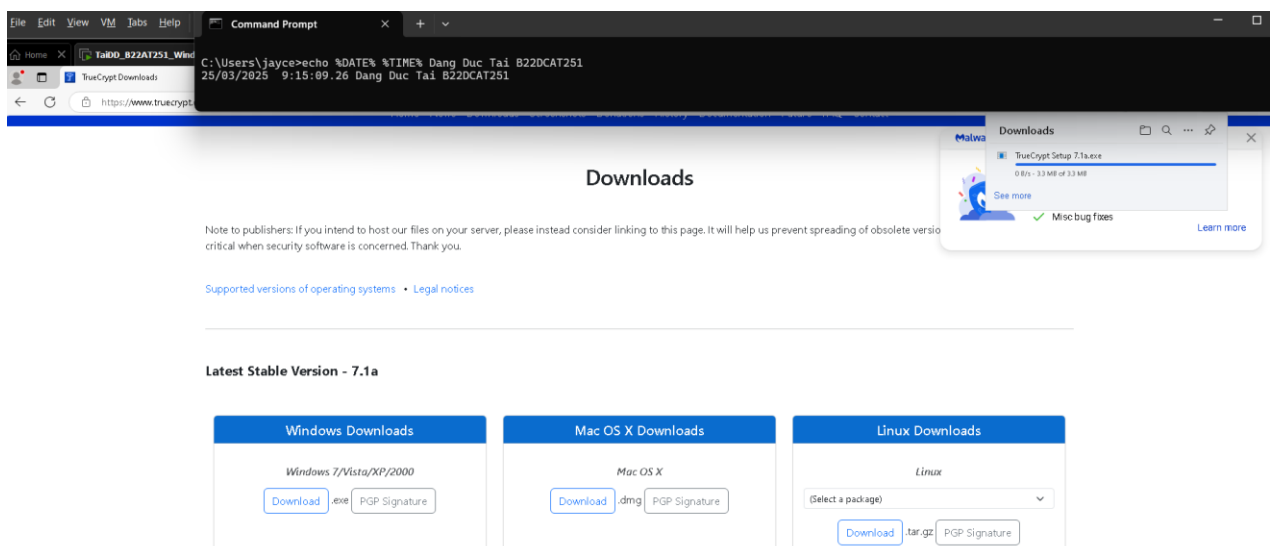 File Edit View VM Tabs Help
Command Prompt
Home
TaiDD_B22AT251_Wind
C:\Users\jayce>echo %DATE% %TIME% Dang Duc Tai B22DCAT251
25/03/2025  9:15:09.26 Dang Duc Tai B22DCAT251
TrueCrypt Downloads
https://www.truecrypt.
Downloads
TrueCrypt Setup 7.1a.exe
0 B/s - 3.3 MB of 3.3 MB
See more
Malwa
Misc bug fixes
Learn more
Downloads
Note to publishers: If you intend to host our files on your server, please instead consider linking to this page. It will help us prevent spreading of obsolete versio
critical when security software is concerned. Thank you.
Supported versions of operating systems • Legal notices
Latest Stable Version - 7.1a
Windows Downloads
Windows 7/Vista/XP/2000
Download .exe PGP Signature
Mac OS X Downloads
Mac OS X
Download .dmg PGP Signature
Linux Downloads
Linux
(Select a package)
Download .tar.gz PGP Signature